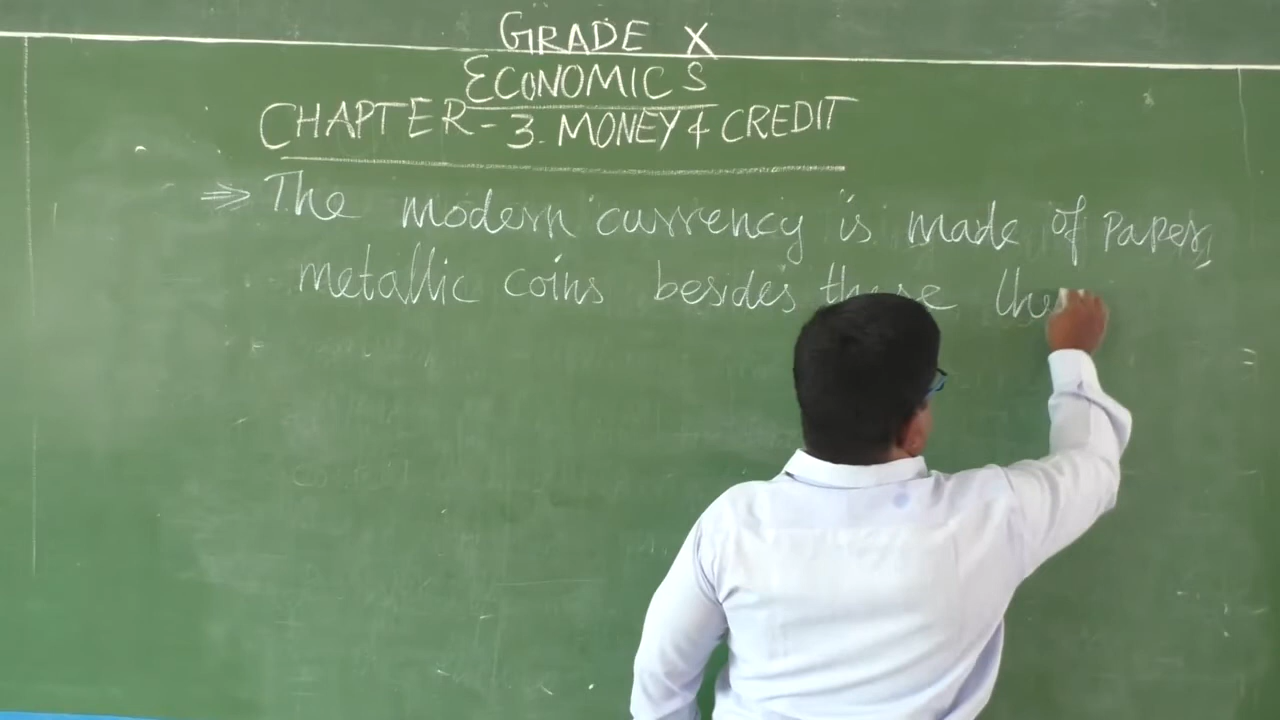 GRADE X
ECONOMICS
CHAPTER-3. MONEY & CREDIT
⇒ The modern currency is made of paper,
metallic coins besides these